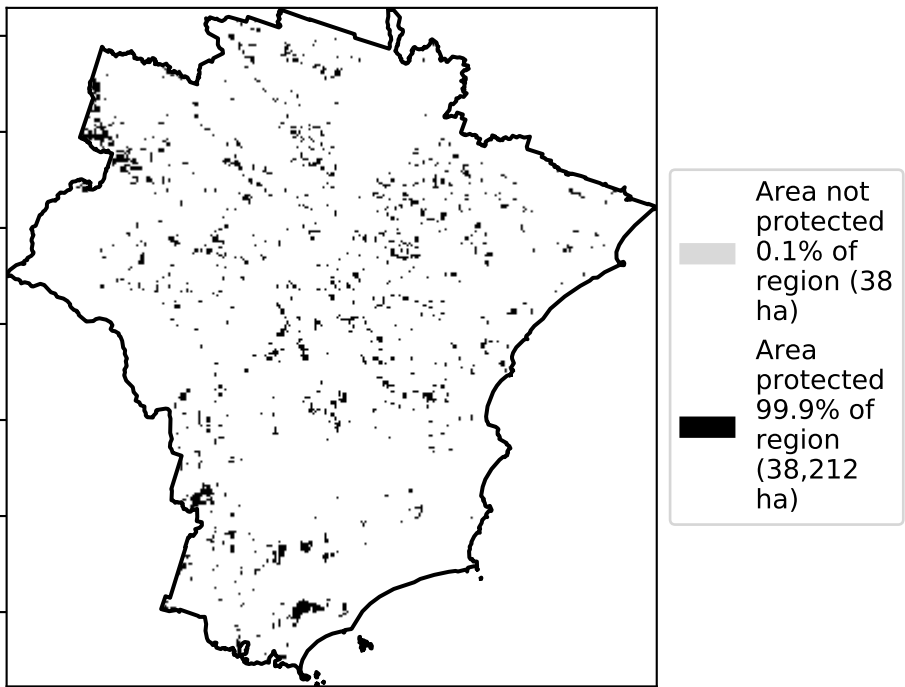 Area not
protected
0.1% of
region (38
ha)
Area
protected
99.9% of
region
(38,212
ha)